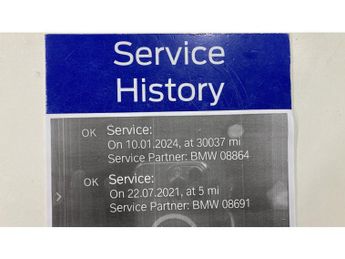 Service
History
OK Service:
On 10.01.2024, at 30037 mi
Service Partner: BMW 08864
OK Service:
On 22.07.2021, at 5 mi
Service Partner: BMW 08691